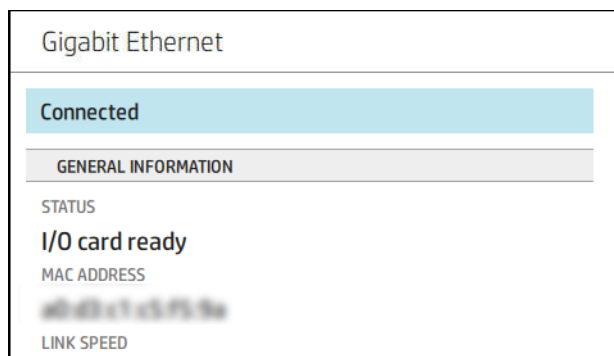 Gigabit Ethernet
Connected
GENERAL INFORMATION
STATUS
I/O card ready
MAC ADDRESS
LINK SPEED